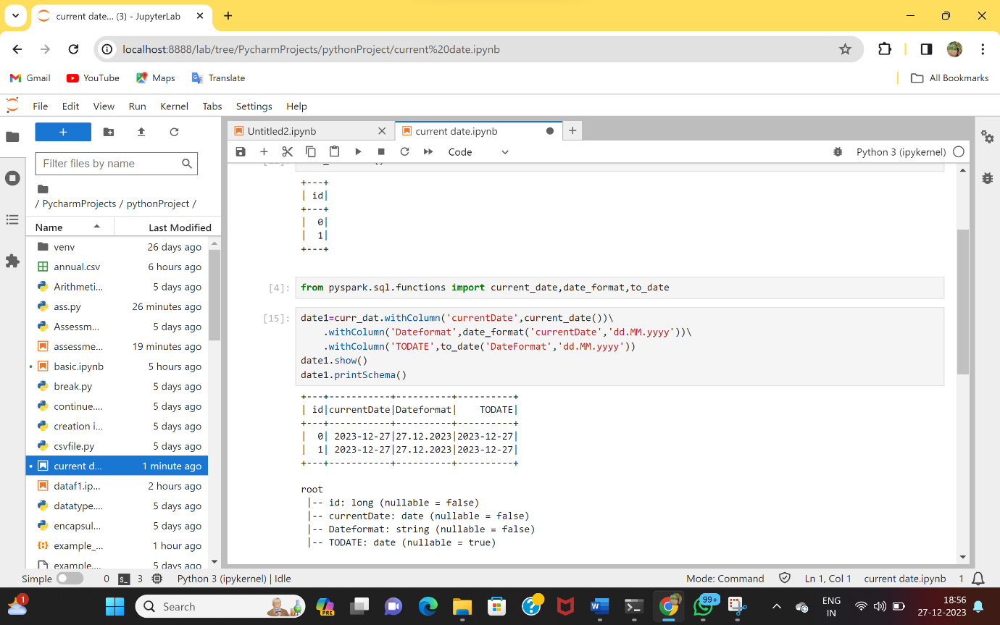 current date... (3) - JupyterLab
localhost:8888/lab/tree/PycharmProjects/pythonProject/current%20date.ipynb
Gmail YouTube Maps Translate All Bookmarks
File Edit View Run Kernel Tabs Settings Help
Untitled2.ipynb current date.ipynb
Code Python 3 (ipykernel)
Filter files by name
/ PycharmProjects / pythonProject /
Name Last Modified
venv 26 days ago
annual.csv 6 hours ago
Arithmeti... 5 days ago
ass.py 26 minutes ago
Assessm... 5 days ago
assessme... 19 minutes ago
basic.ipynb 5 hours ago
break.py 5 days ago
continue.... 5 days ago
creation i... 5 days ago
csvfile.py 5 days ago
current d... 1 minute ago
dataf1.ip... 2 hours ago
datatype.... 5 days ago
encapsul... 5 days ago
example_... 1 hour ago
example.... 5 days ago
+---+
| id|
+---+
|  0|
|  1|
+---+
[4]: from pyspark.sql.functions import current_date,date_format,to_date
[15]: date1=curr_dat.withColumn('currentDate',current_date())\
.withColumn('Dateformat',date_format('currentDate','dd.MM.yyyy'))\
.withColumn('TODATE',to_date('DateFormat','dd.MM.yyyy'))
date1.show()
date1.printSchema()
+---+-----------+----------+----------+
| id|currentDate|Dateformat|    TODATE|
+---+-----------+----------+----------+
|  0| 2023-12-27|27.12.2023|2023-12-27|
|  1| 2023-12-27|27.12.2023|2023-12-27|
+---+-----------+----------+----------+
root
|-- id: long (nullable = false)
|-- currentDate: date (nullable = false)
|-- Dateformat: string (nullable = false)
|-- TODATE: date (nullable = true)
Simple 0 3 Python 3 (ipykernel) | Idle Mode: Command Ln 1, Col 1 current date.ipynb 1
1 Search PRE 99+ ENG 18:56
IN 27-12-2023